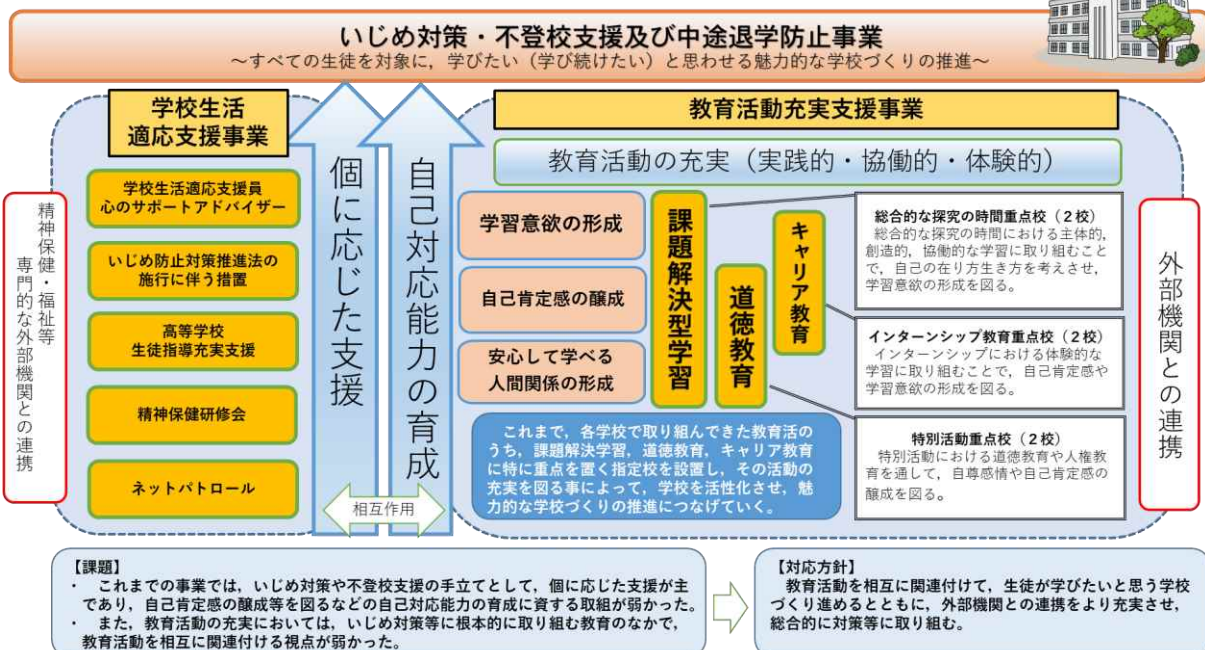 いじめ対策・不登校支援及び中途退学防止事業
～すべての生徒を対象に，学びたい（学び続けたい）と思わせる魅力的な学校づくりの推進～
学校生活
適応支援事業
学校生活適応支援員
心のサポートアドバイザー
いじめ防止対策推進法の
施行に伴う措置
高等学校
生徒指導充実支援
精神保健研修会
ネットパトロール
精神保健・福祉等
専門的な外部機関との連携
個に応じた支援
自己対応能力の育成
相互作用
教育活動充実支援事業
教育活動の充実（実践的・協働的・体験的）
学習意欲の形成
自己肯定感の醸成
安心して学べる
人間関係の形成
課題解決型学習
道徳教育
キャリア教育
これまで，各学校で取り組んできた教育活の
うち，課題解決学習，道徳教育，キャリア教育
に特に重点を置く指定校を設置し，その活動の
充実を図る事によって，学校を活性化させ，魅
力的な学校づくりの推進につなげていく。
総合的な探究の時間重点校（２校）
総合的な探究の時間における主体的，
創造的，協働的な学習に取り組むこと
で，自己の在り方生き方を考えさせ，
学習意欲の形成を図る。
インターンシップ教育重点校（２校）
インターンシップにおける体験的な
学習に取り組むことで，自己肯定感や
学習意欲の形成を図る。
特別活動重点校（２校）
特別活動における道徳教育や人権教
育を通して，自尊感情や自己肯定感の
醸成を図る。
外部機関との連携
【課題】
・　これまでの事業では，いじめ対策や不登校支援の手立てとして，個に応じた支援が主
であり，自己肯定感の醸成等を図るなどの自己対応能力の育成に資する取組が弱かった。
・　また，教育活動の充実においては，いじめ対策等に根本的に取り組む教育のなかで，
教育活動を相互に関連付ける視点が弱かった。
【対応方針】
教育活動を相互に関連付けて，生徒が学びたいと思う学校
づくり進めるとともに，外部機関との連携をより充実させ，
総合的に対策等に取り組む。